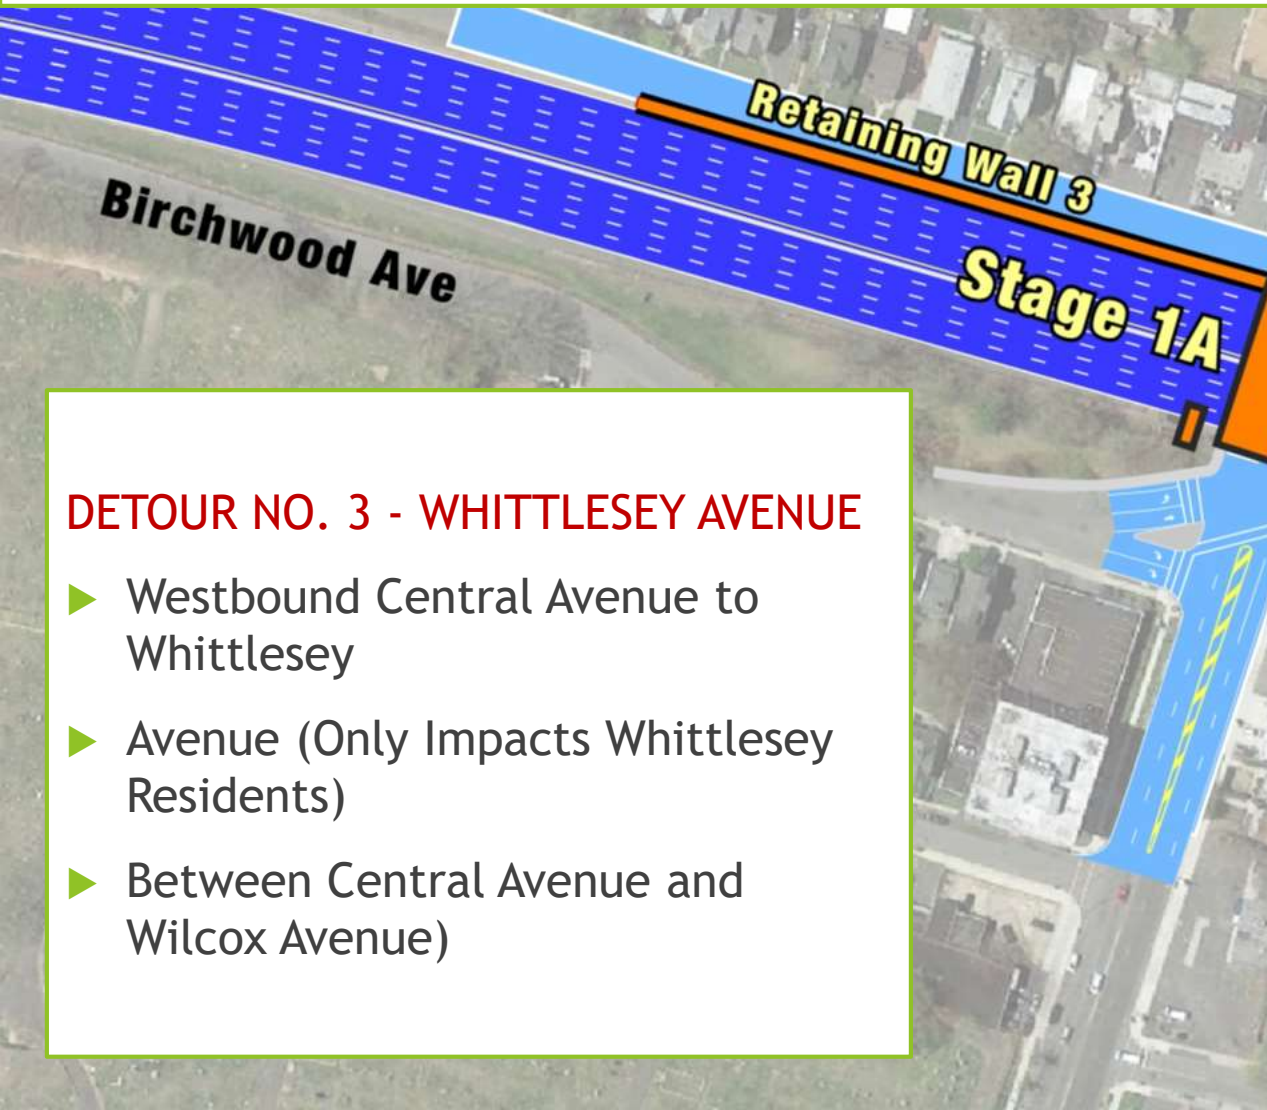 Retaining Wall 3
Birchwood Ave
Stage 1A
DETOUR NO. 3 - WHITTLESEY AVENUE
Westbound Central Avenue to
Whittlesey
Avenue (Only Impacts Whittlesey
Residents)
Between Central Avenue and
Wilcox Avenue)